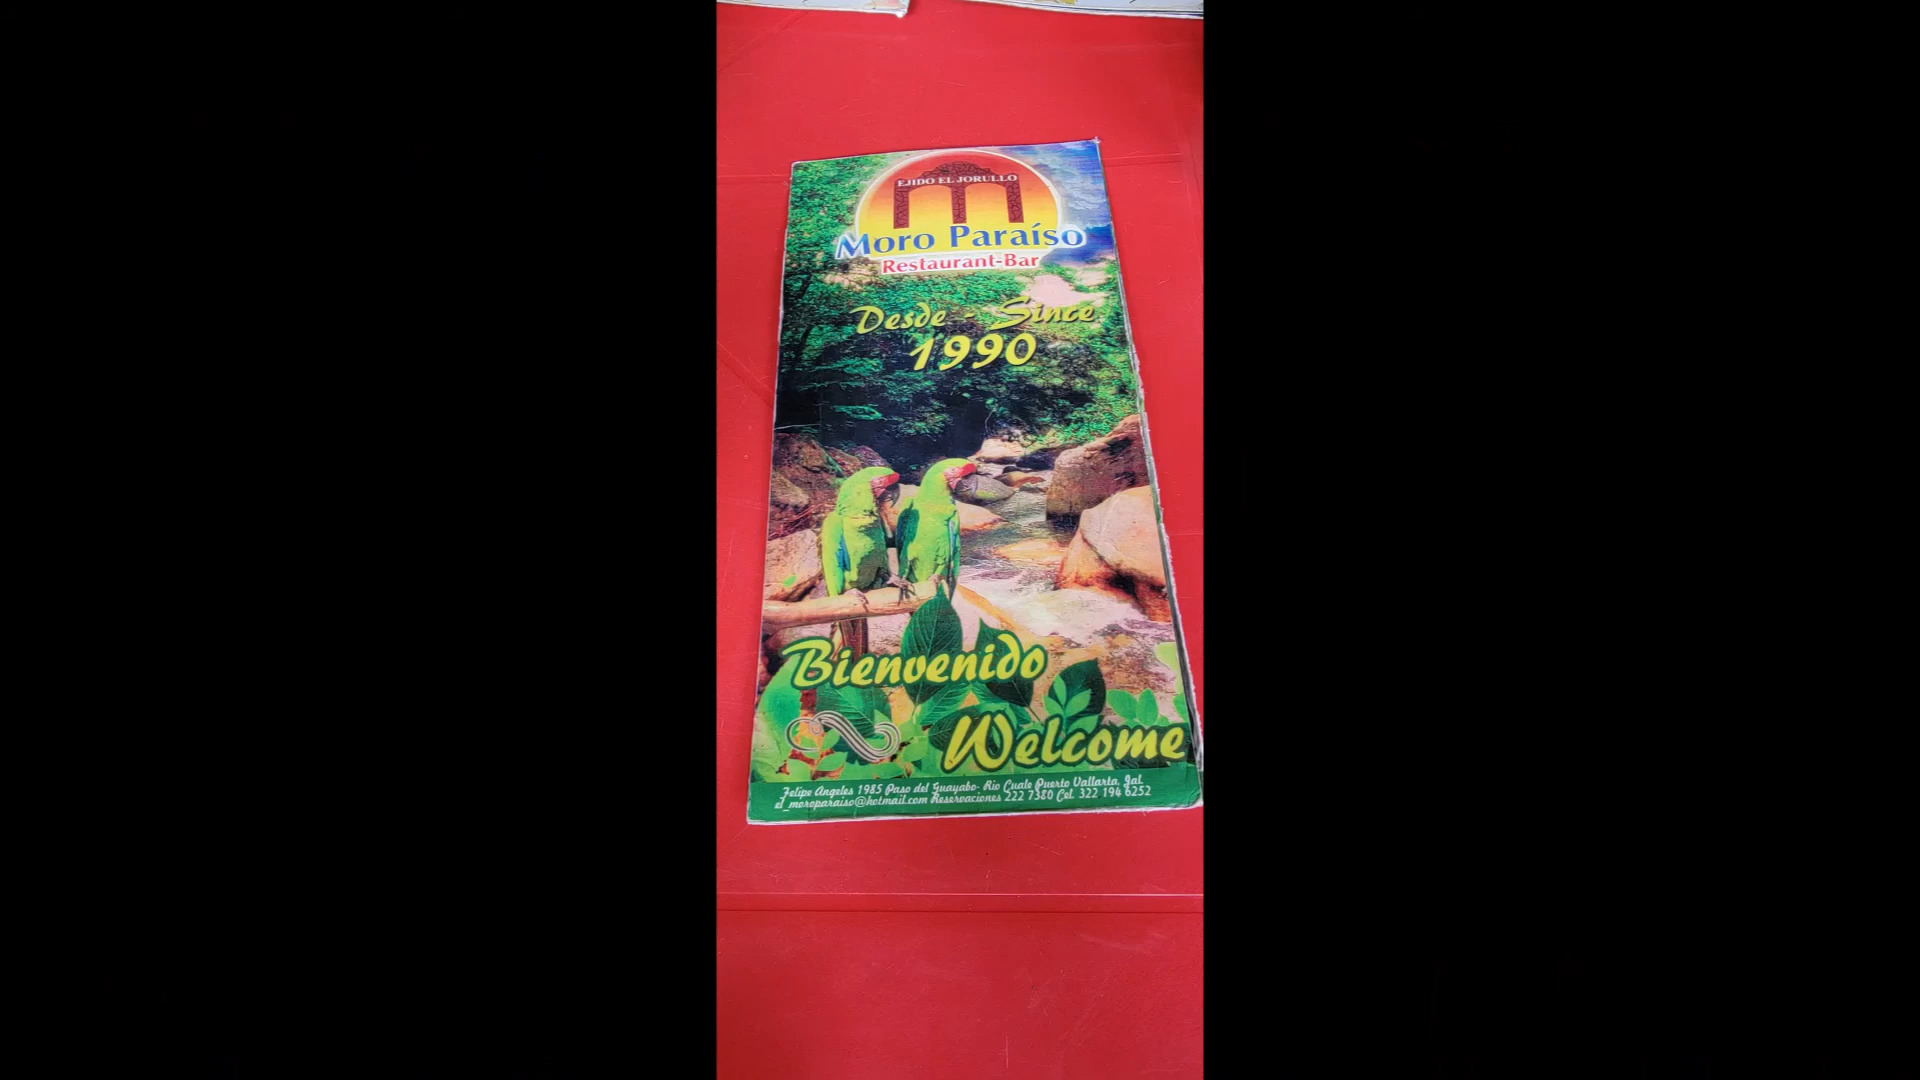 EJIDO EL JORULLO
Moro Paraíso
Restaurant-Bar
Desde - Since
1990
Bienvenido
Welcome
Felipe Angeles 1985 Paso del Guayabo- Rio Cuale Puerto Vallarta, Jal.
el_moroparaiso@hotmail.com Reservaciones 222 7380 Cel. 322 194 6252